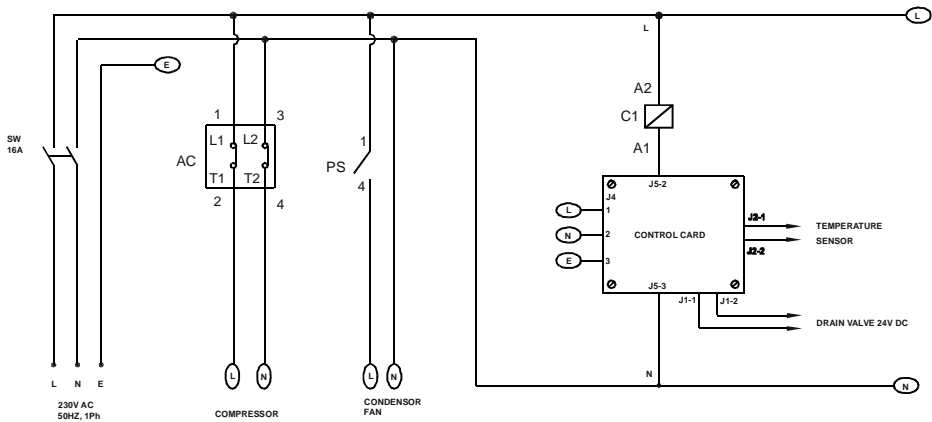 L
L
E
A2
C1
A1
1
3
SW
16A
L1
L2
AC
T1
T2
2
4
1
PS
4
J5-2
J4
L
1
N
2
E
3
CONTROL CARD
J2-1
J2-2
TEMPERATURE
SENSOR
J5-3
J1-1
J1-2
DRAIN VALVE 24V DC
N
N
L
N
E
L
N
L
N
230V AC
50HZ, 1Ph
COMPRESSOR
CONDENSOR
FAN